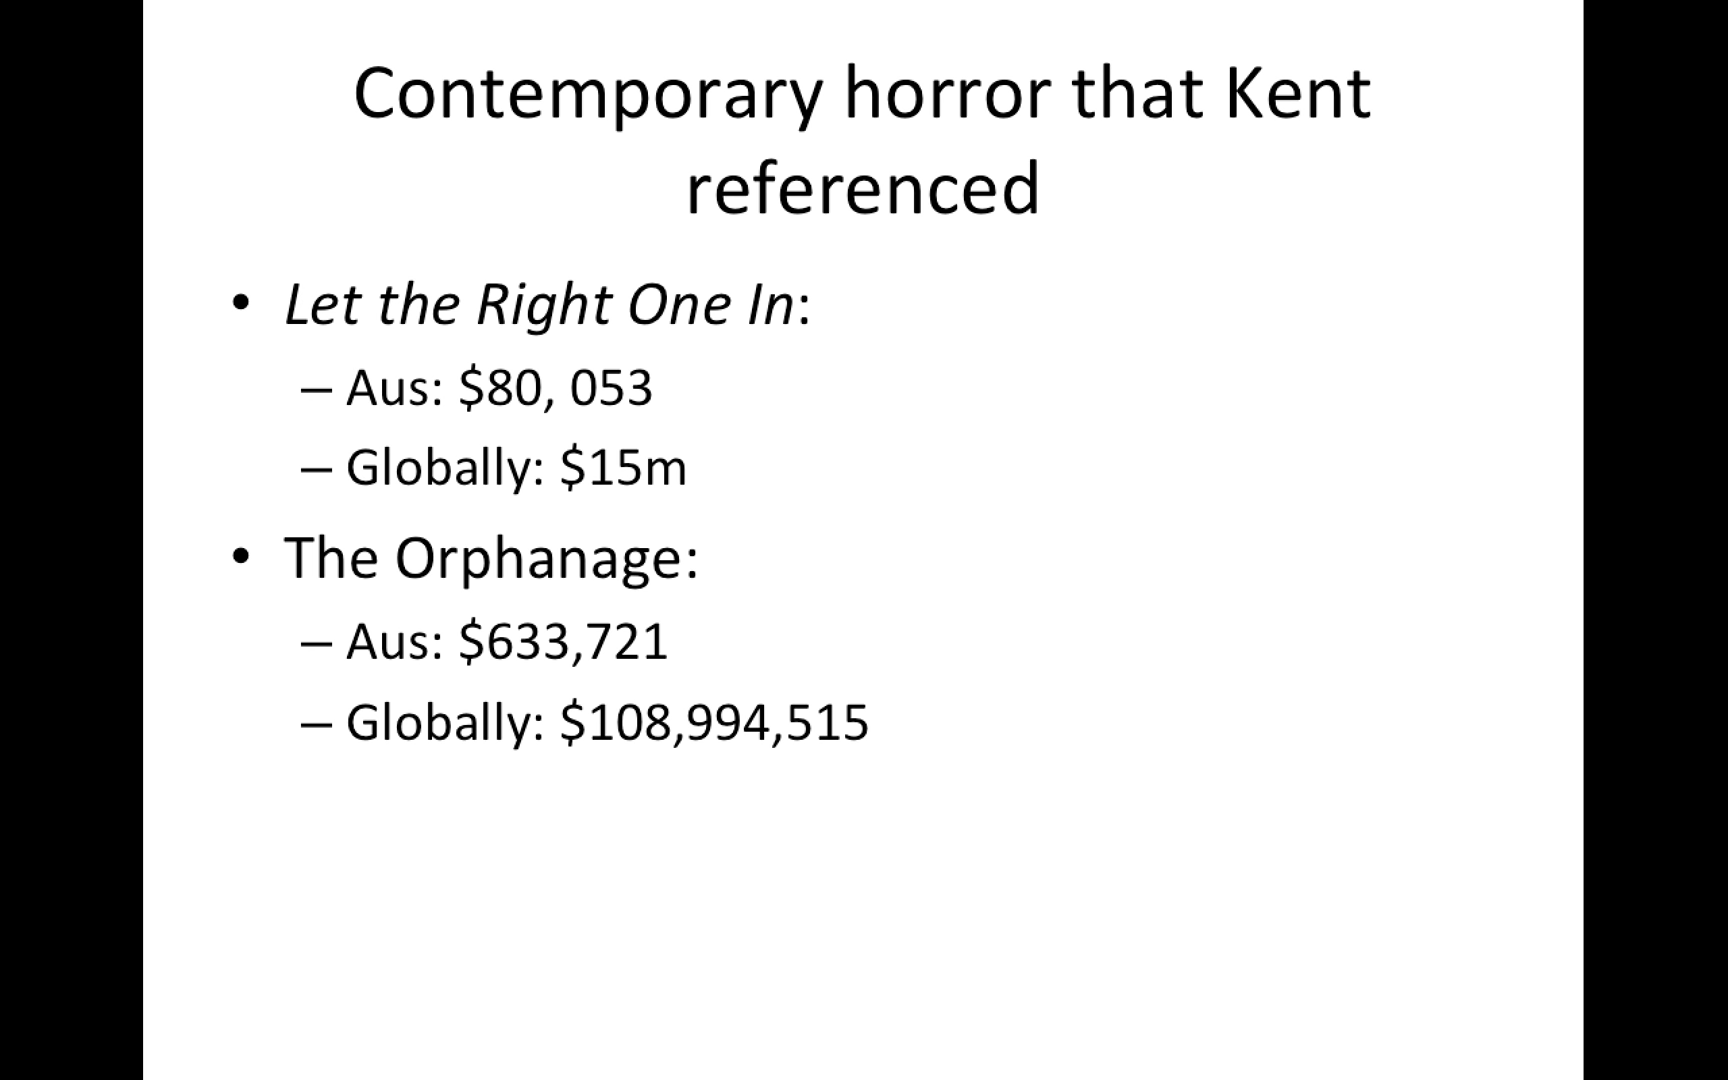 Contemporary horror that Kent
referenced
• Let the Right One In:
– Aus: $80, 053
– Globally: $15m
• The Orphanage:
– Aus: $633,721
– Globally: $108,994,515